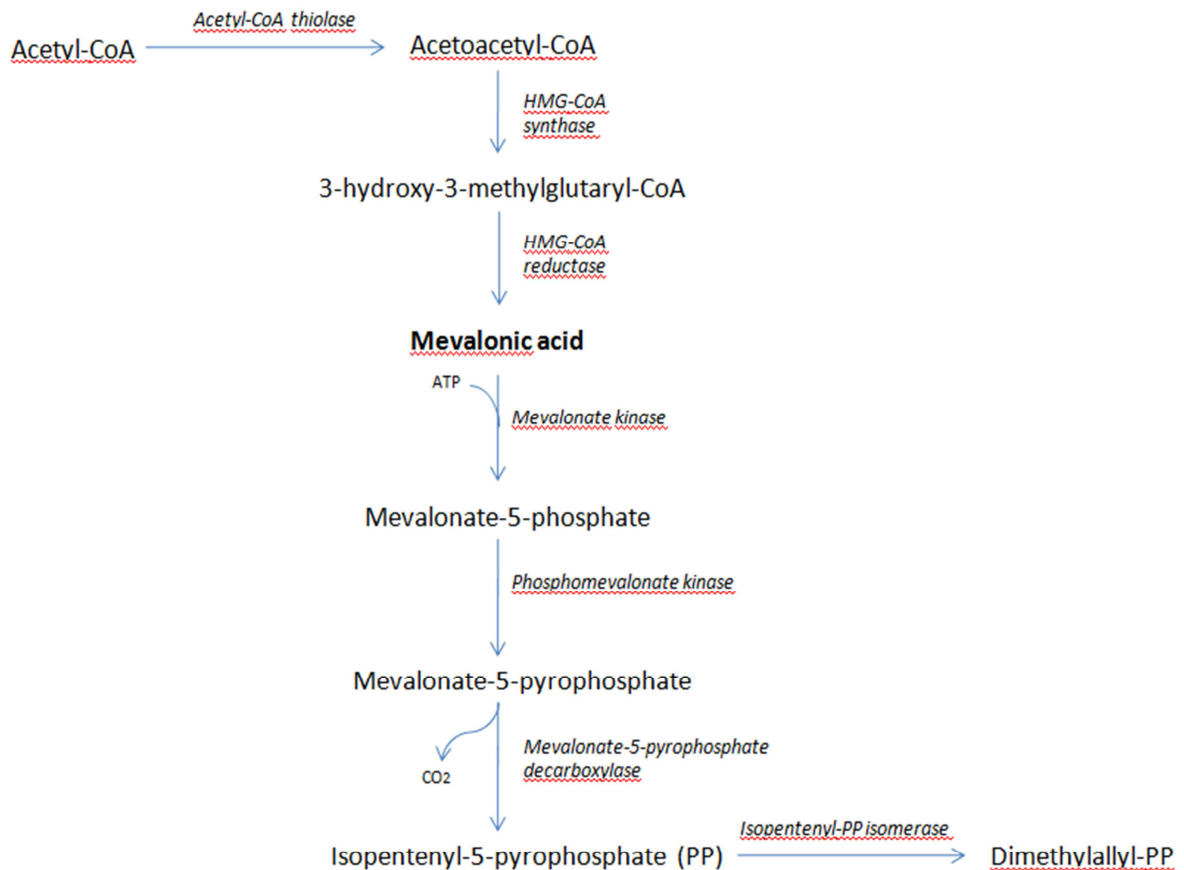 Acetyl-CoA thiolase
Acetyl-CoA
Acetoacetyl-CoA
HMG-CoA
synthase
3-hydroxy-3-methylglutaryl-CoA
HMG-CoA
reductase
Mevalonic acid
ATP
Mevalonate kinase
Mevalonate-5-phosphate
Phosphomevalonate kinase
Mevalonate-5-pyrophosphate
Mevalonate-5-pyrophosphate
decarboxylase
CO2
Isopentenyl-PP isomerase
Isopentenyl-5-pyrophosphate (PP)
Dimethylallyl-PP